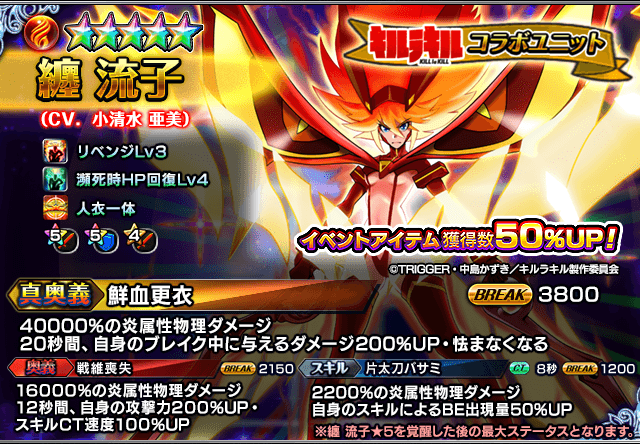 キルラキル
KILL la KILL
コラボユニット
纏 流子
(CV. 小清水 亜美)
リベンジLv3
瀕死時HP回復Lv4
人衣一体
5 5 4
イベントアイテム獲得数50%UP!
©TRIGGER・中島かずき／キルラキル製作委員会
真奥義 鮮血更衣 BREAK 3800
40000%の炎属性物理ダメージ
20秒間、自身のブレイク中に与えるダメージ200%UP・怯まなくなる
奥義 戦維喪失 BREAK 2150
16000%の炎属性物理ダメージ
12秒間、自身の攻撃力200%UP・
スキルCT速度100%UP
スキル 片太刀バサミ CT 8秒 BREAK 1200
2200%の炎属性物理ダメージ
自身のスキルによるBE出現量50%UP
※纏 流子★5を覚醒した後の最大ステータスとなります。